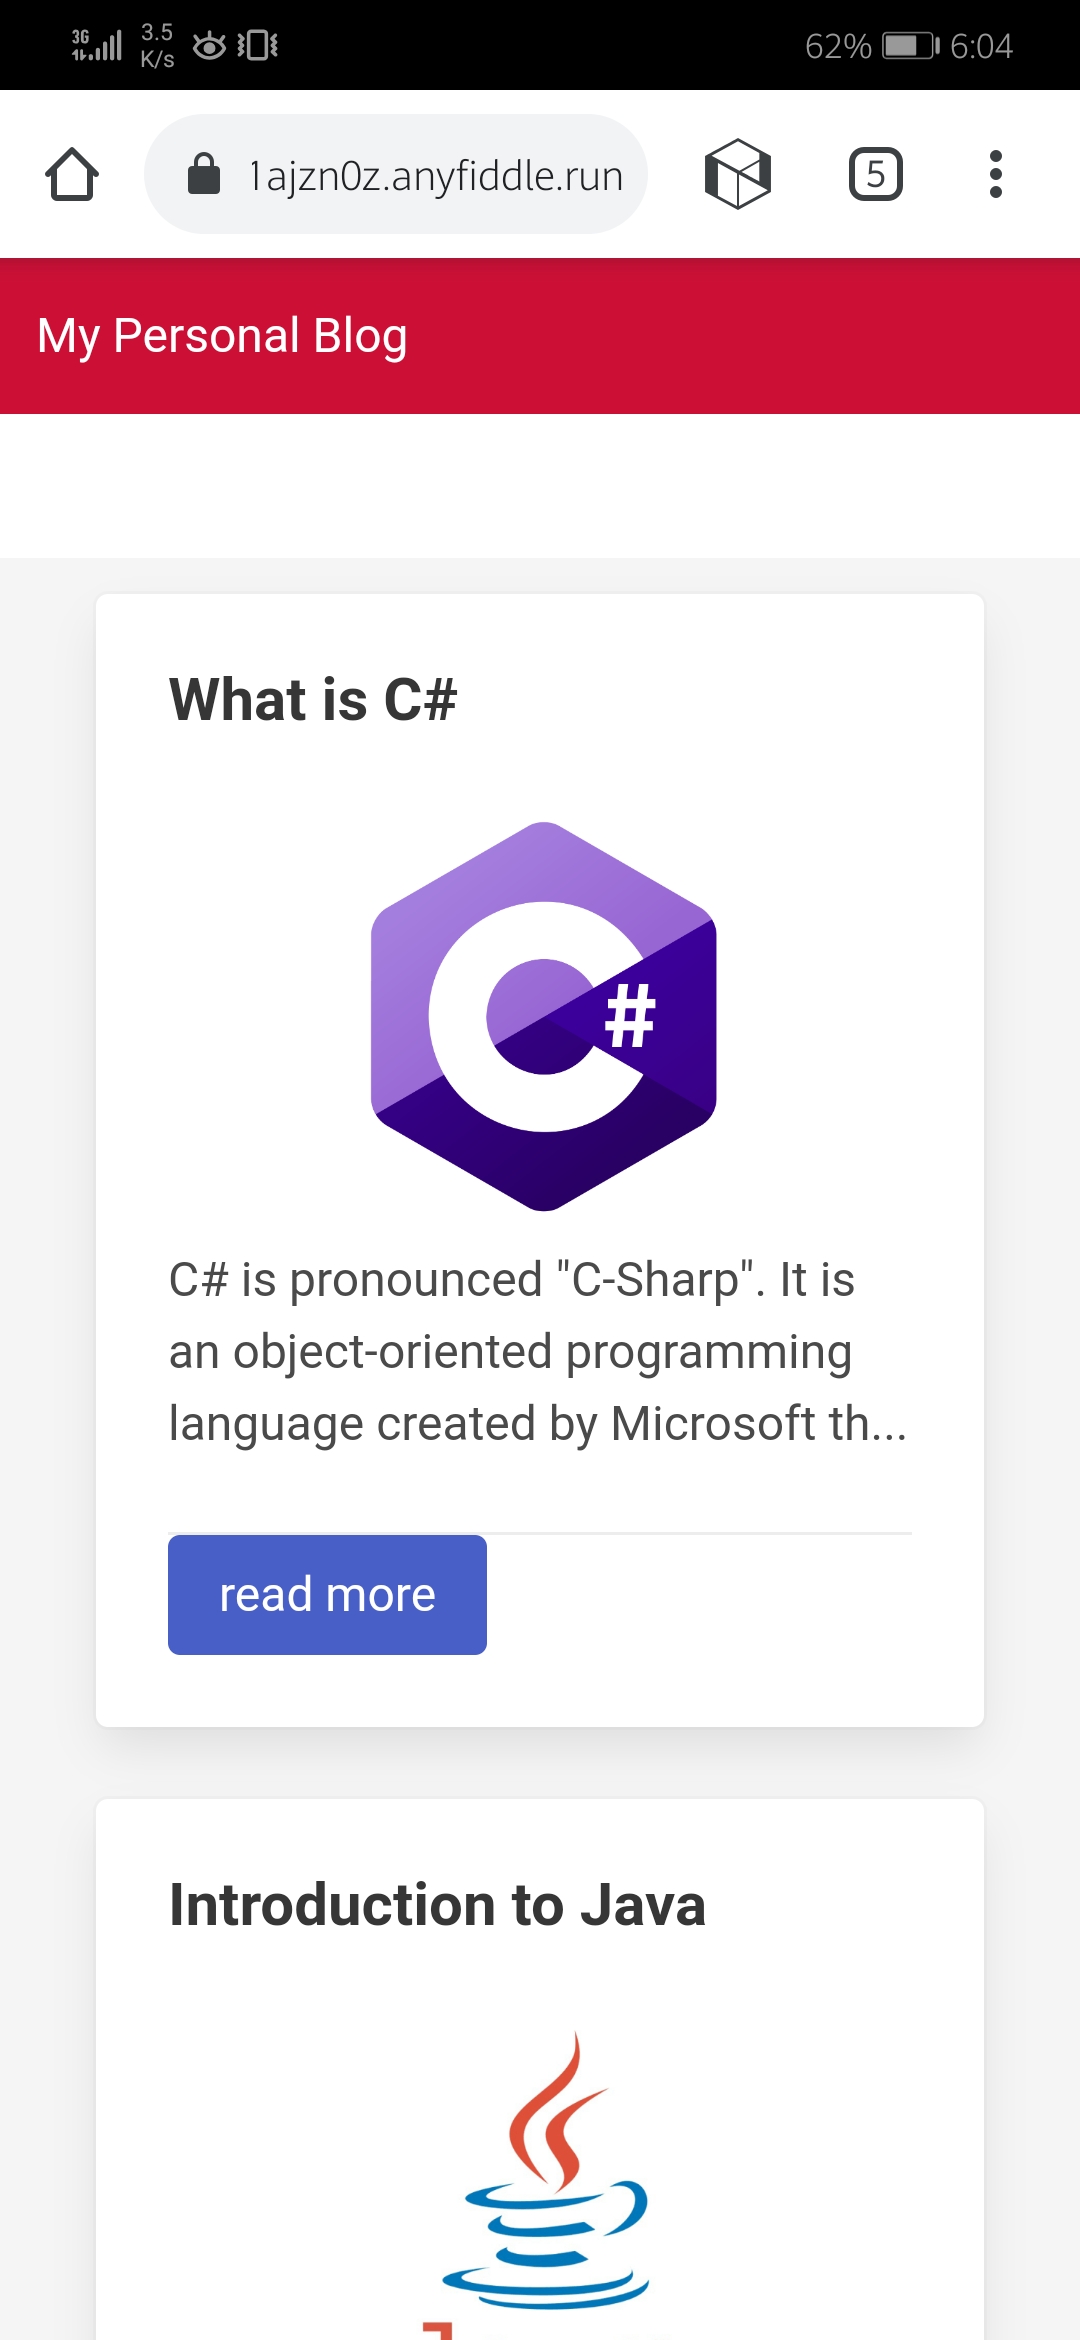 3G 3.5 K/s 62% 6:04
1ajzn0z.anyfiddle.run 5
My Personal Blog
What is C#
C#
C# is pronounced "C-Sharp". It is
an object-oriented programming
language created by Microsoft th...
read more
Introduction to Java